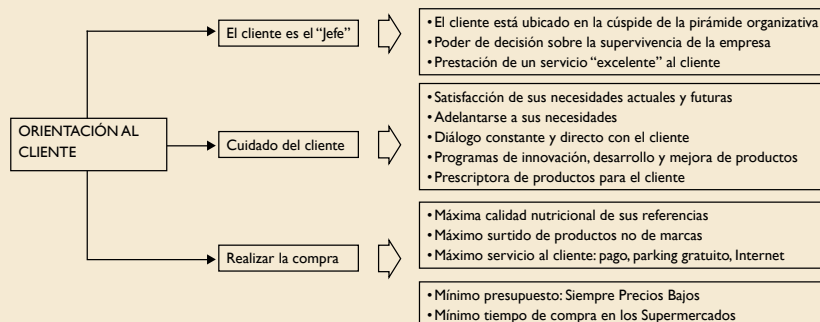 El cliente es el “Jefe”
• El cliente está ubicado en la cúspide de la pirámide organizativa
• Poder de decisión sobre la supervivencia de la empresa
• Prestación de un servicio “excelente” al cliente
ORIENTACIÓN AL
CLIENTE
Cuidado del cliente
• Satisfacción de sus necesidades actuales y futuras
• Adelantarse a sus necesidades
• Diálogo constante y directo con el cliente
• Programas de innovación, desarrollo y mejora de productos
• Prescriptora de productos para el cliente
Realizar la compra
• Máxima calidad nutricional de sus referencias
• Máximo surtido de productos no de marcas
• Máximo servicio al cliente: pago, parking gratuito, Internet
• Mínimo presupuesto: Siempre Precios Bajos
• Mínimo tiempo de compra en los Supermercados